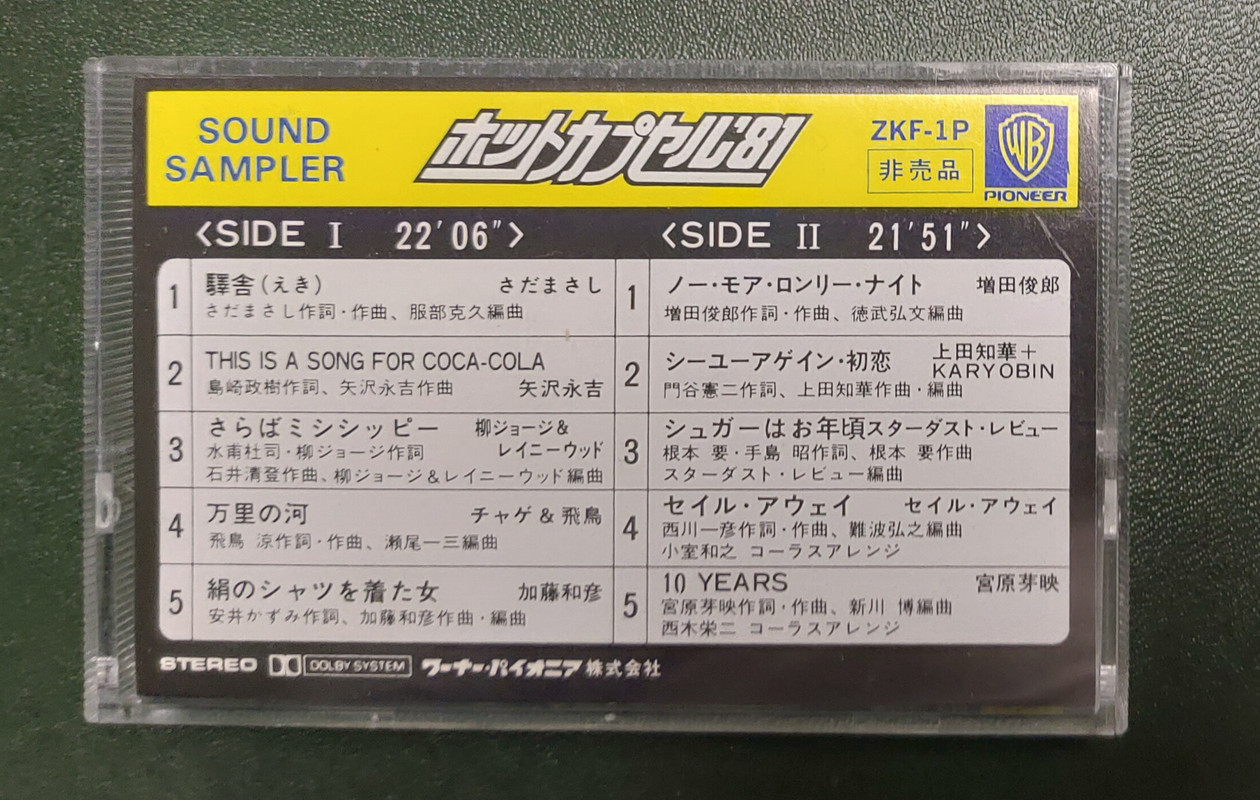 SOUND
SAMPLER
ホットカプセル'81
ZKF-1P
非売品
WB
PIONEER
<SIDE I 22'06">
1 驛舎(えき) さだまさし
さだまさし作詞・作曲、服部克久編曲
2 THIS IS A SONG FOR COCA-COLA
島崎政樹作詞、矢沢永吉作曲 矢沢永吉
3 さらばミシシッピー 柳ジョージ&
水甫杜司・柳ジョージ作詞 レイニーウッド
石井清登作曲、柳ジョージ&レイニーウッド編曲
4 万里の河 チャゲ&飛鳥
飛鳥 涼作詞・作曲、瀬尾一三編曲
5 絹のシャツを着た女 加藤和彦
安井かずみ作詞、加藤和彦作曲・編曲
<SIDE II 21'51">
1 ノー・モア・ロンリー・ナイト 増田俊郎
増田俊郎作詞・作曲、徳武弘文編曲
2 シーユーアゲイン・初恋 上田知華+
KARYOBIN
門谷憲二作詞、上田知華作曲・編曲
3 シュガーはお年頃 スターダスト・レビュー
根本 要・手島 昭作詞、根本 要作曲
スターダスト・レビュー編曲
4 セイル・アウェイ セイル・アウェイ
西川一彦作詞・作曲、難波弘之編曲
小室和之 コーラスアレンジ
5 10 YEARS 宮原芽映
宮原芽映作詞・作曲、新川 博編曲
西木栄二 コーラスアレンジ
STEREO DOLBY SYSTEM ワーナー・パイオニア株式会社